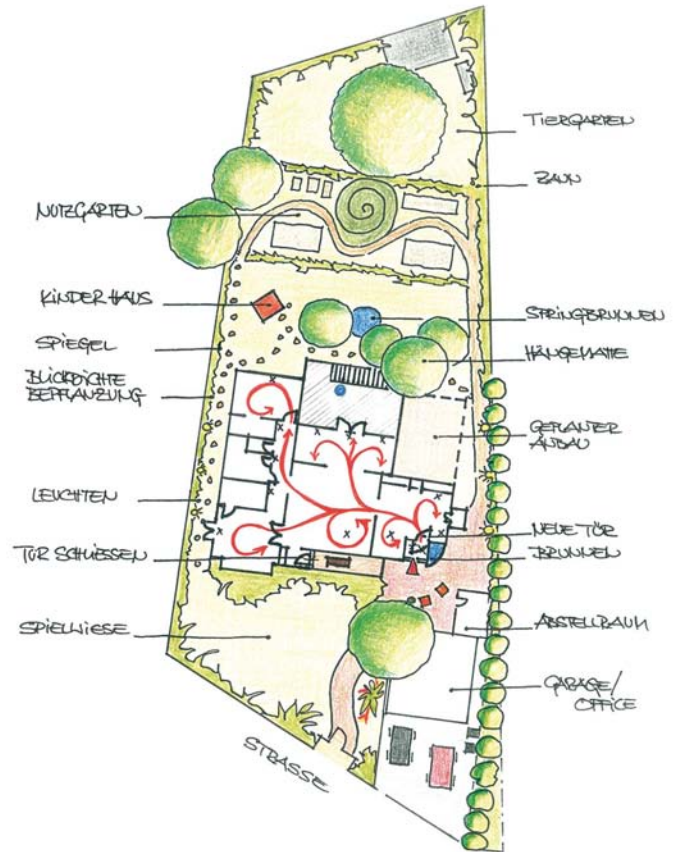 TIERGARTEN
ZAUN
NUTZGARTEN
KINDERHAUS
SPRINGBRUNNEN
SPIEGEL
HÄNGEMATTE
BLICKDICHTE
BEPFLANZUNG
GEPLANTER
ANBAU
LEUCHTEN
NEUE TÜR
TÜR SCHLIESSEN
BRUNNEN
SPIELWIESE
ABSTELLRAUM
GARAGE/
OFFICE
STRASSE